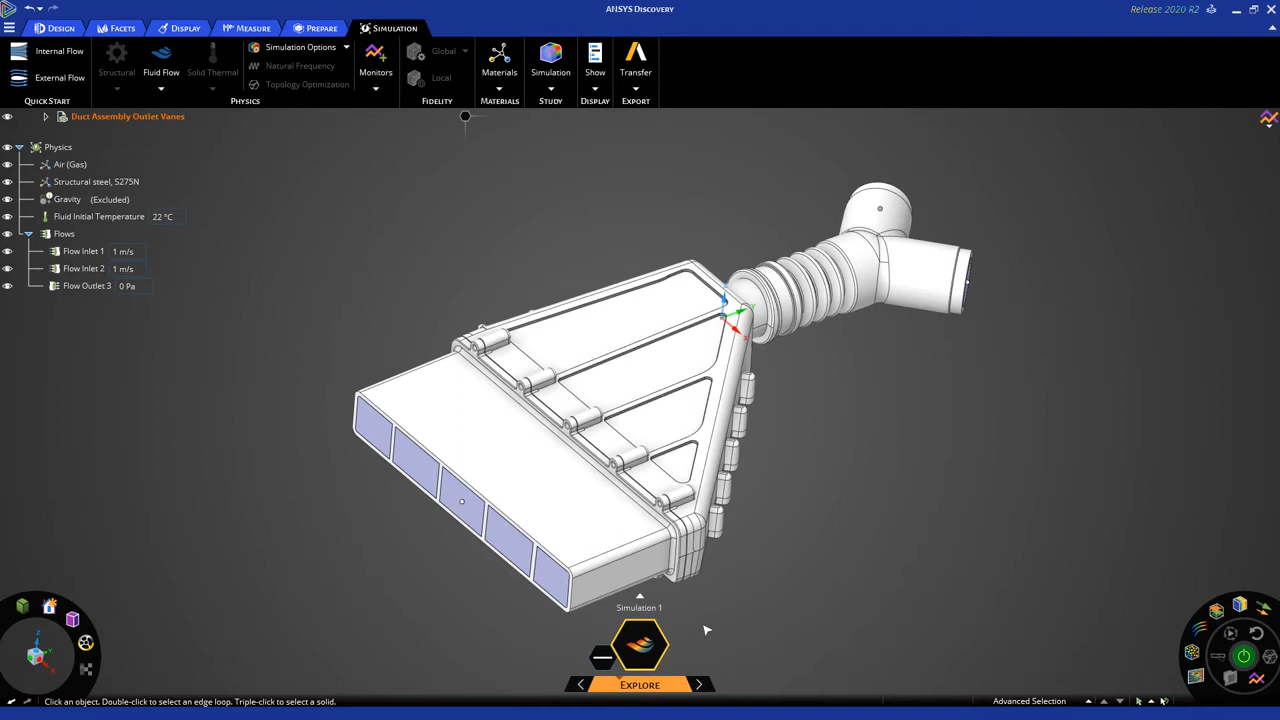 ANSYS Discovery
Release 2020 R2
DESIGN
FACETS
DISPLAY
MEASURE
PREPARE
SIMULATION
Internal Flow
External Flow
QUICK START
Structural
Fluid Flow
Solid Thermal
Simulation Options
Natural Frequency
Topology Optimization
PHYSICS
Monitors
Global
Local
FIDELITY
Materials
MATERIALS
Simulation
STUDY
Show
DISPLAY
Transfer
EXPORT
Duct Assembly Outlet Vanes
Physics
Air (Gas)
Structural steel, S275N
Gravity (Excluded)
Fluid Initial Temperature 22 °C
Flows
Flow Inlet 1 1 m/s
Flow Inlet 2 1 m/s
Flow Outlet 3 0 Pa
Y
X
Simulation 1
EXPLORE
Z
Y
X
Click an object. Double-click to select an edge loop. Triple-click to select a solid.
Advanced Selection